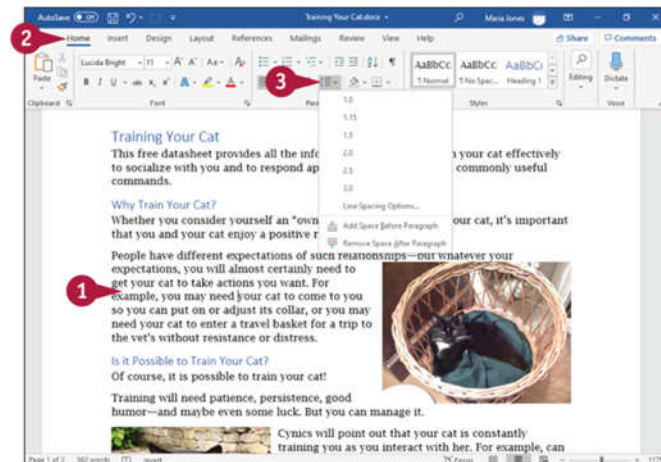 AutoSave Off
Training Your Cat.docx
Maria Jones
2
Home Insert Design Layout References Mailings Review View Help
Share Comments
Paste
Lucida Bright 11 A A Aa
B I U ab x x A A
3
¶
AaBbCc AaBbCc AaBbC
¶ Normal ¶ No Spac... Heading 1
Editing
Dictate
Clipboard Font Para Styles Voice
1.0
1.15
1.5
2.0
2.5
3.0
Line Spacing Options...
Add Space Before Paragraph
Remove Space After Paragraph
Training Your Cat
This free datasheet provides all the info your cat effectively
to socialize with you and to respond ap commonly useful
commands.
Why Train Your Cat?
Whether you consider yourself an "own our cat, it's important
that you and your cat enjoy a positive r
People have different expectations of such relationships—but whatever your
expectations, you will almost certainly need to
get your cat to take actions you want. For
1
example, you may need your cat to come to you
so you can put on or adjust its collar, or you may
need your cat to enter a travel basket for a trip to
the vet's without resistance or distress.
Is it Possible to Train Your Cat?
Of course, it is possible to train your cat!
Training will need patience, persistence, good
humor—and maybe even some luck. But you can manage it.
Cynics will point out that your cat is constantly
training you as you interact with her. For example, can
Page 1 of 2 362 words Insert Focus